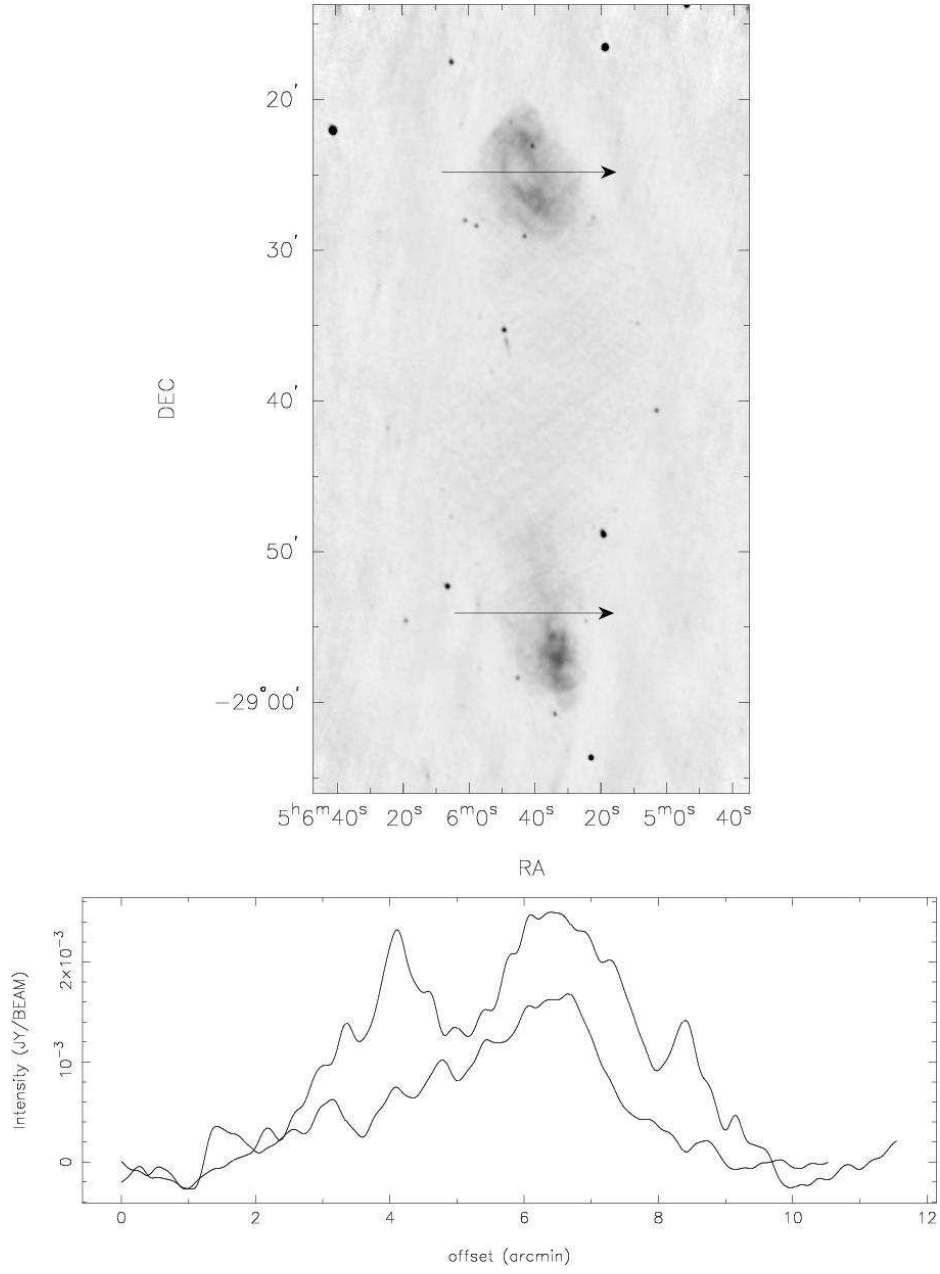 20'
30'
DEC
40'
50'
-29°00'
5ʰ6ᵐ40ˢ 20ˢ 6ᵐ0ˢ 40ˢ 20ˢ 5ᵐ0ˢ 40ˢ
RA
Intensity (JY/BEAM)
2×10⁻³
10⁻³
0
0 2 4 6 8 10 12
offset (arcmin)